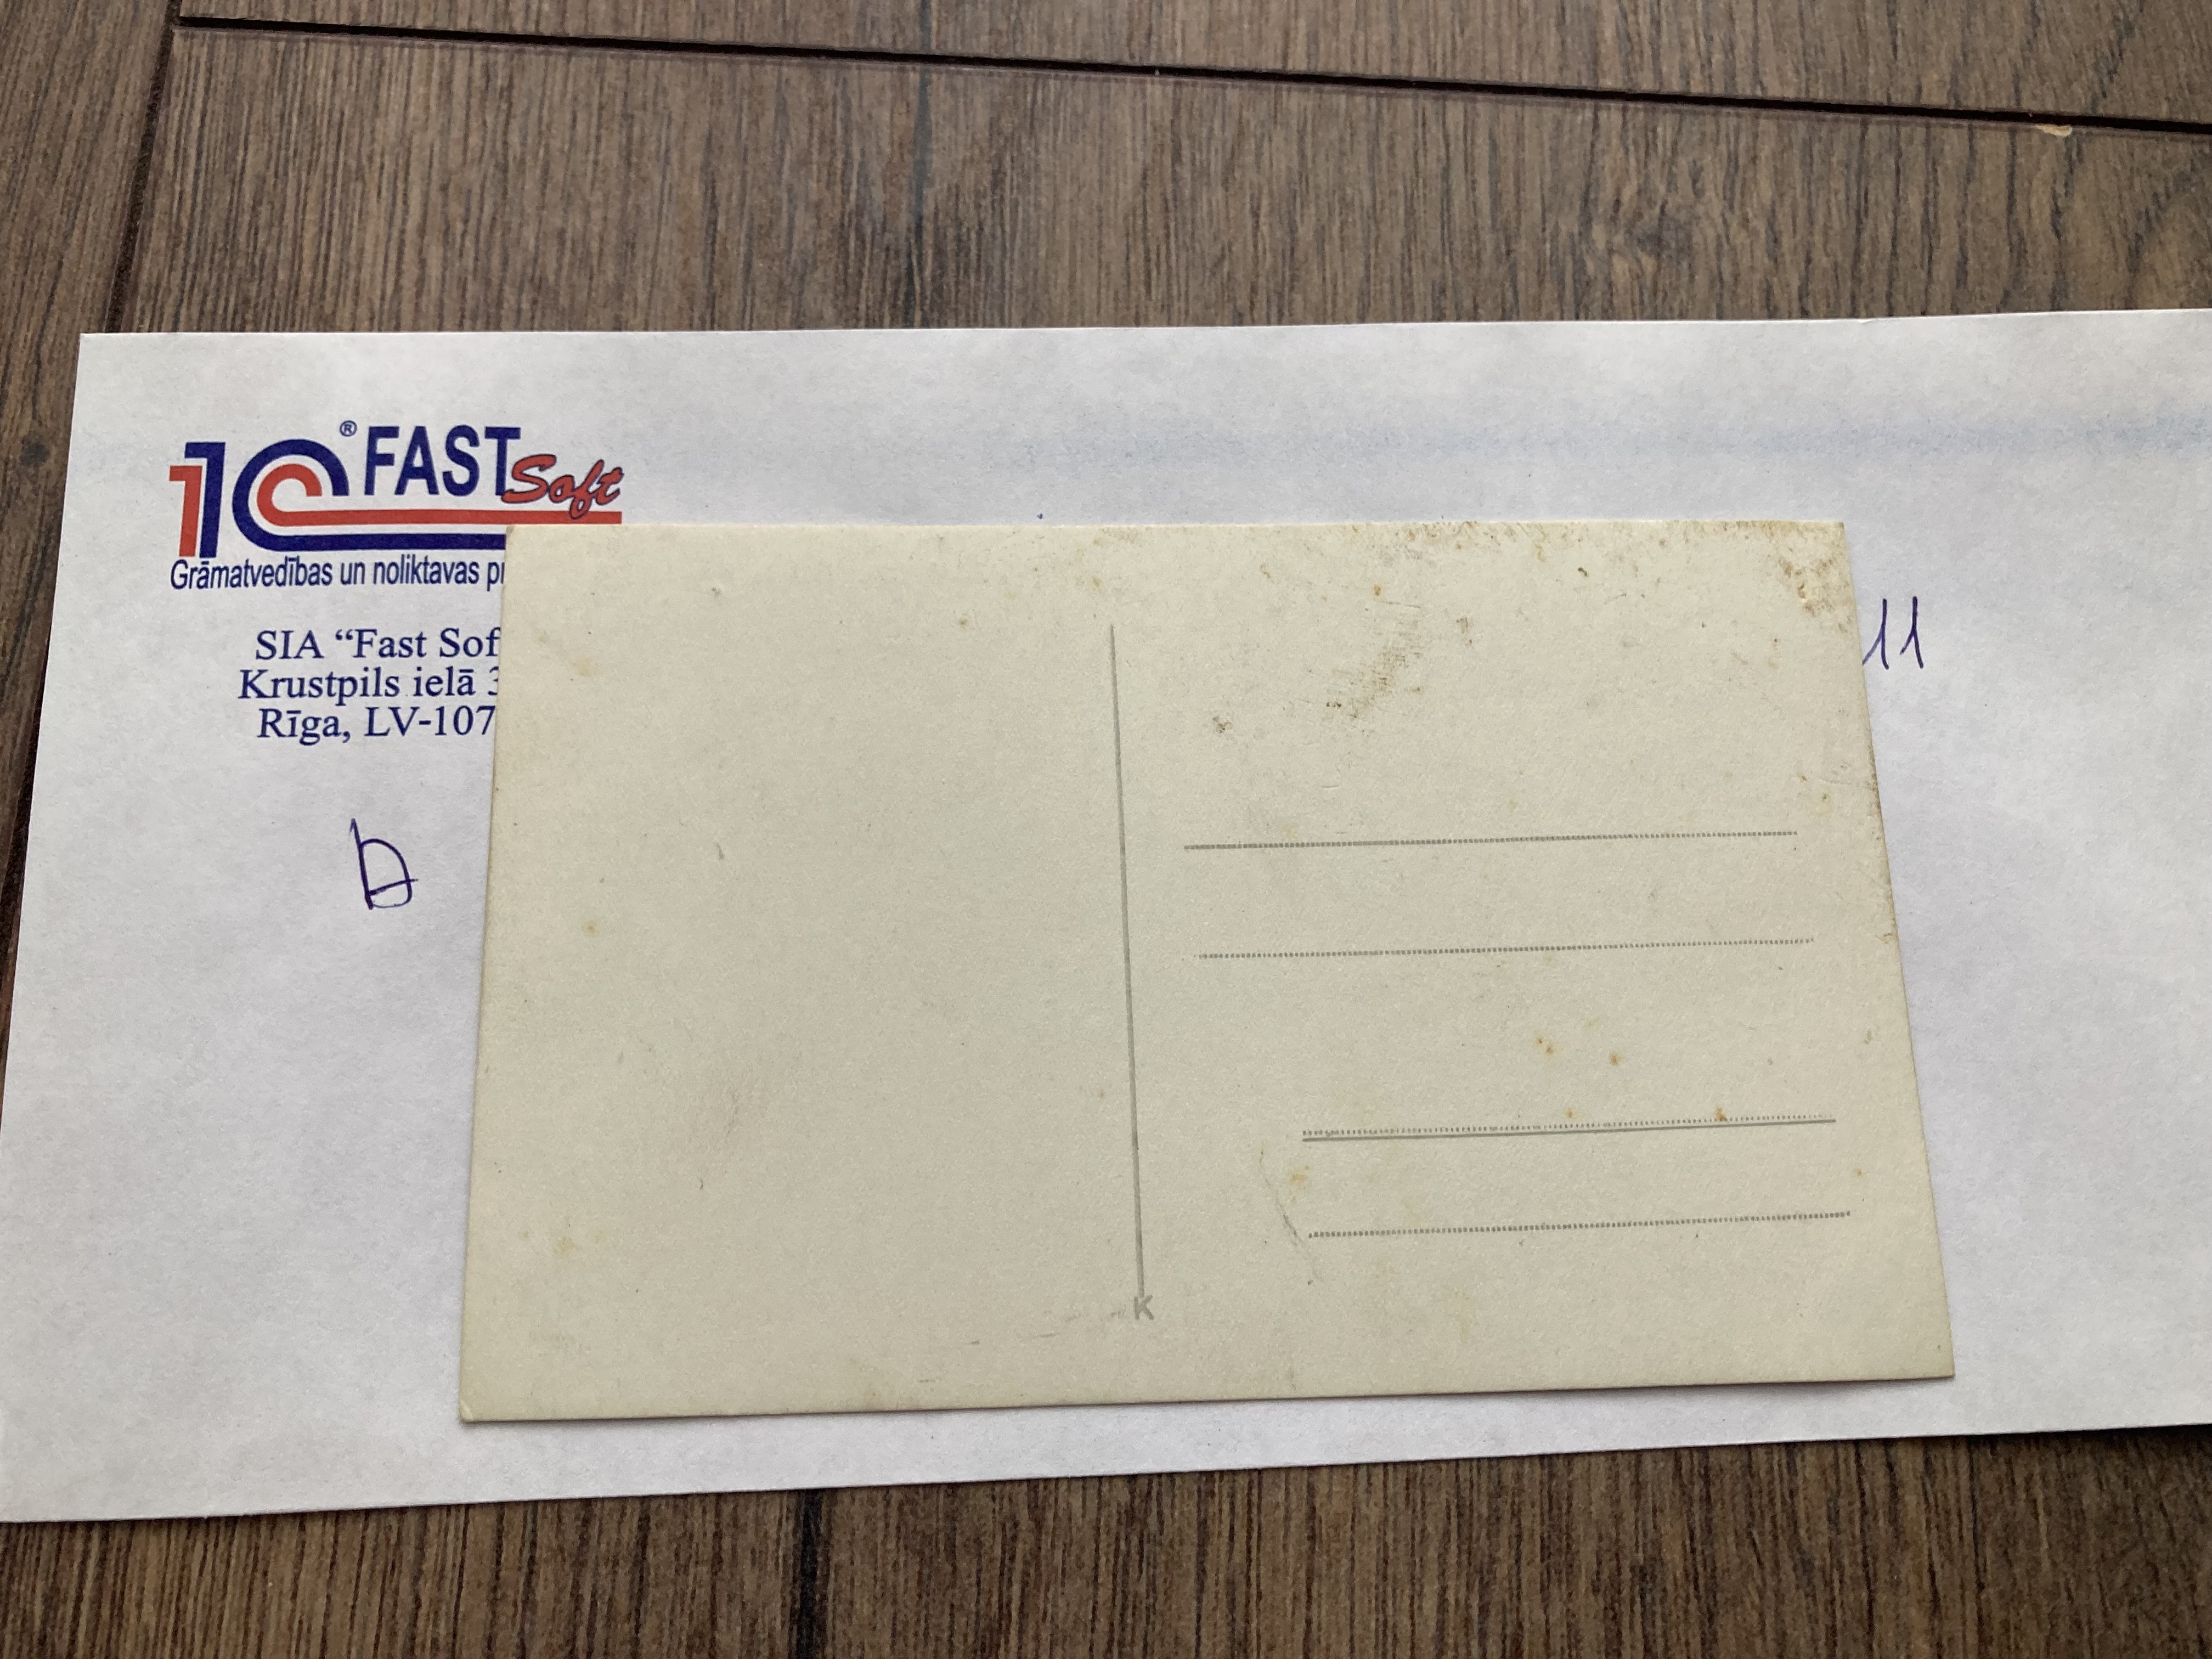 1C® FAST Soft
Grāmatvedības un noliktavas
SIA “Fast Sof
Krustpils ielā 3
Rīga, LV-107
11
K